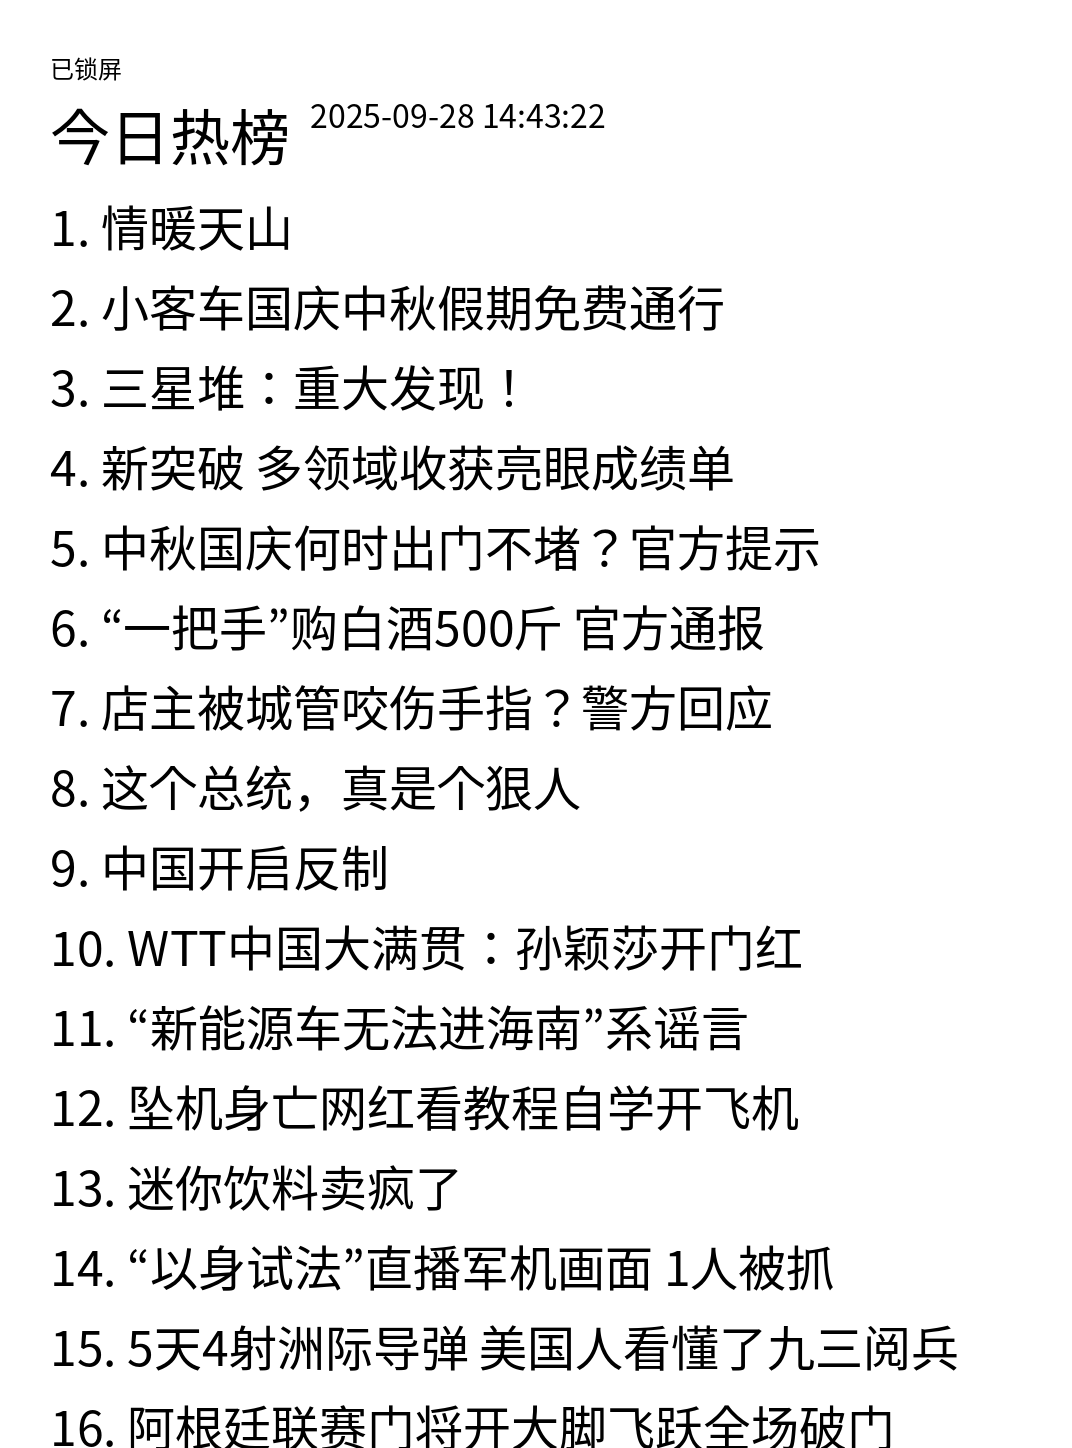 已锁屏
今日热榜 2025-09-28 14:43:22
1. 情暖天山
2. 小客车国庆中秋假期免费通行
3. 三星堆：重大发现！
4. 新突破 多领域收获亮眼成绩单
5. 中秋国庆何时出门不堵？官方提示
6. “一把手”购白酒500斤 官方通报
7. 店主被城管咬伤手指？警方回应
8. 这个总统，真是个狠人
9. 中国开启反制
10. WTT中国大满贯：孙颖莎开门红
11. “新能源车无法进海南”系谣言
12. 坠机身亡网红看教程自学开飞机
13. 迷你饮料卖疯了
14. “以身试法”直播军机画面 1人被抓
15. 5天4射洲际导弹 美国人看懂了九三阅兵
16. 阿根廷联赛门将开大脚飞跃全场破门